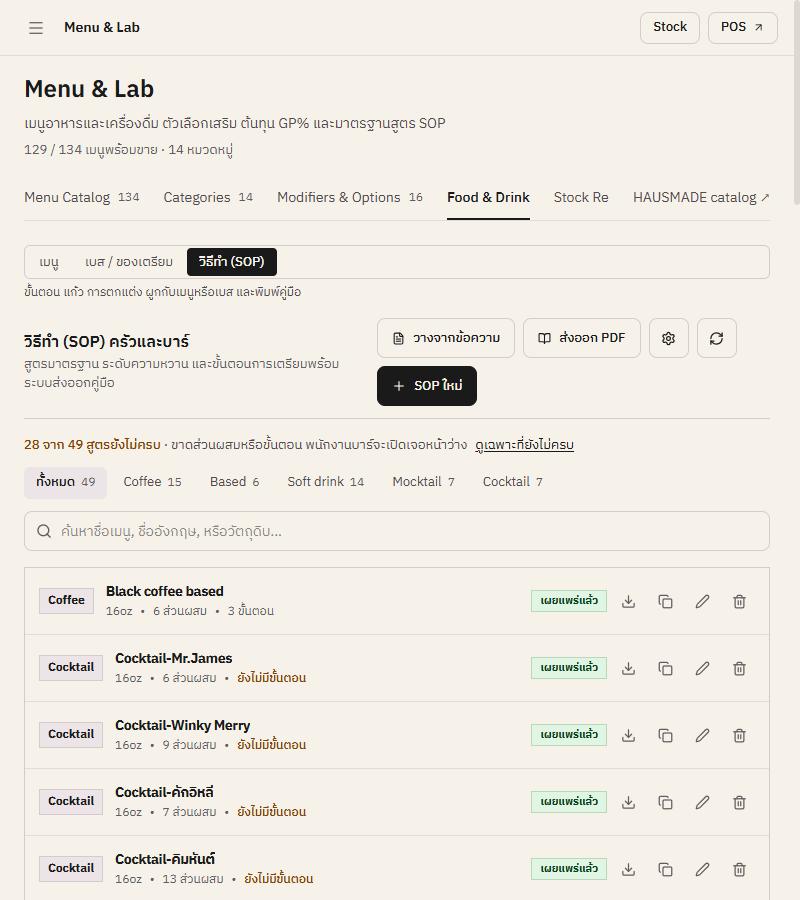 Menu & Lab
Stock
POS ↗
Menu & Lab
เมนูอาหารและเครื่องดื่ม ตัวเลือกเสริม ต้นทุน GP% และมาตรฐานสูตร SOP
129 / 134 เมนูพร้อมขาย · 14 หมวดหมู่
Menu Catalog 134
Categories 14
Modifiers & Options 16
Food & Drink
Stock Re
HAUSMADE catalog ↗
เมนู
เบส / ของเตรียม
วิธีทำ (SOP)
ขั้นตอน แก้ว การตกแต่ง ผูกกับเมนูหรือเบส และพิมพ์คู่มือ
วิธีทำ (SOP) ครัวและบาร์
สูตรมาตรฐาน ระดับความหวาน และขั้นตอนการเตรียมพร้อม
ระบบส่งออกคู่มือ
วางจากข้อความ
ส่งออก PDF
+ SOP ใหม่
28 จาก 49 สูตรยังไม่ครบ · ขาดส่วนผสมหรือขั้นตอน พนักงานบาร์จะเปิดเจอหน้าว่าง ดูเฉพาะที่ยังไม่ครบ
ทั้งหมด 49
Coffee 15
Based 6
Soft drink 14
Mocktail 7
Cocktail 7
ค้นหาชื่อเมนู, ชื่ออังกฤษ, หรือวัตถุดิบ...
Coffee
Black coffee based
16oz • 6 ส่วนผสม • 3 ขั้นตอน
เผยแพร่แล้ว
Cocktail
Cocktail-Mr.James
16oz • 6 ส่วนผสม • ยังไม่มีขั้นตอน
เผยแพร่แล้ว
Cocktail
Cocktail-Winky Merry
16oz • 9 ส่วนผสม • ยังไม่มีขั้นตอน
เผยแพร่แล้ว
Cocktail
Cocktail-คักอิหลี
16oz • 7 ส่วนผสม • ยังไม่มีขั้นตอน
เผยแพร่แล้ว
Cocktail
Cocktail-คิมหันต์
16oz • 13 ส่วนผสม • ยังไม่มีขั้นตอน
เผยแพร่แล้ว